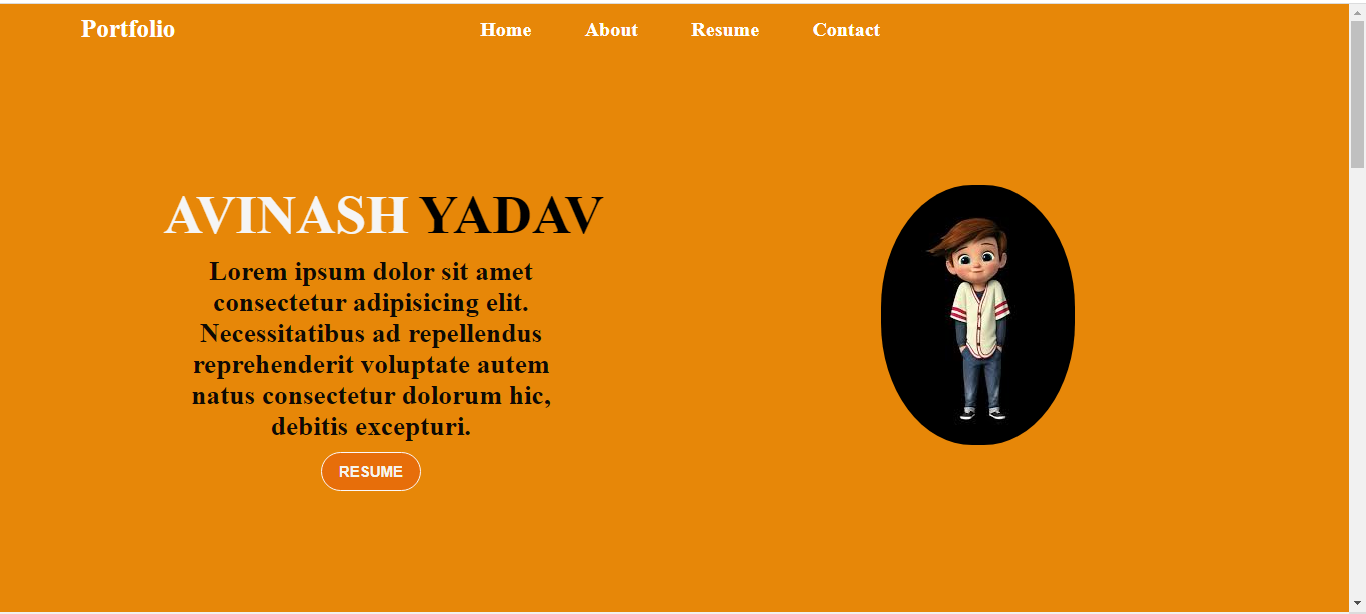 Portfolio
Home About Resume Contact
AVINASH YADAV
Lorem ipsum dolor sit amet
consectetur adipisicing elit.
Necessitatibus ad repellendus
reprehenderit voluptate autem
natus consectetur dolorum hic,
debitis excepturi.
RESUME